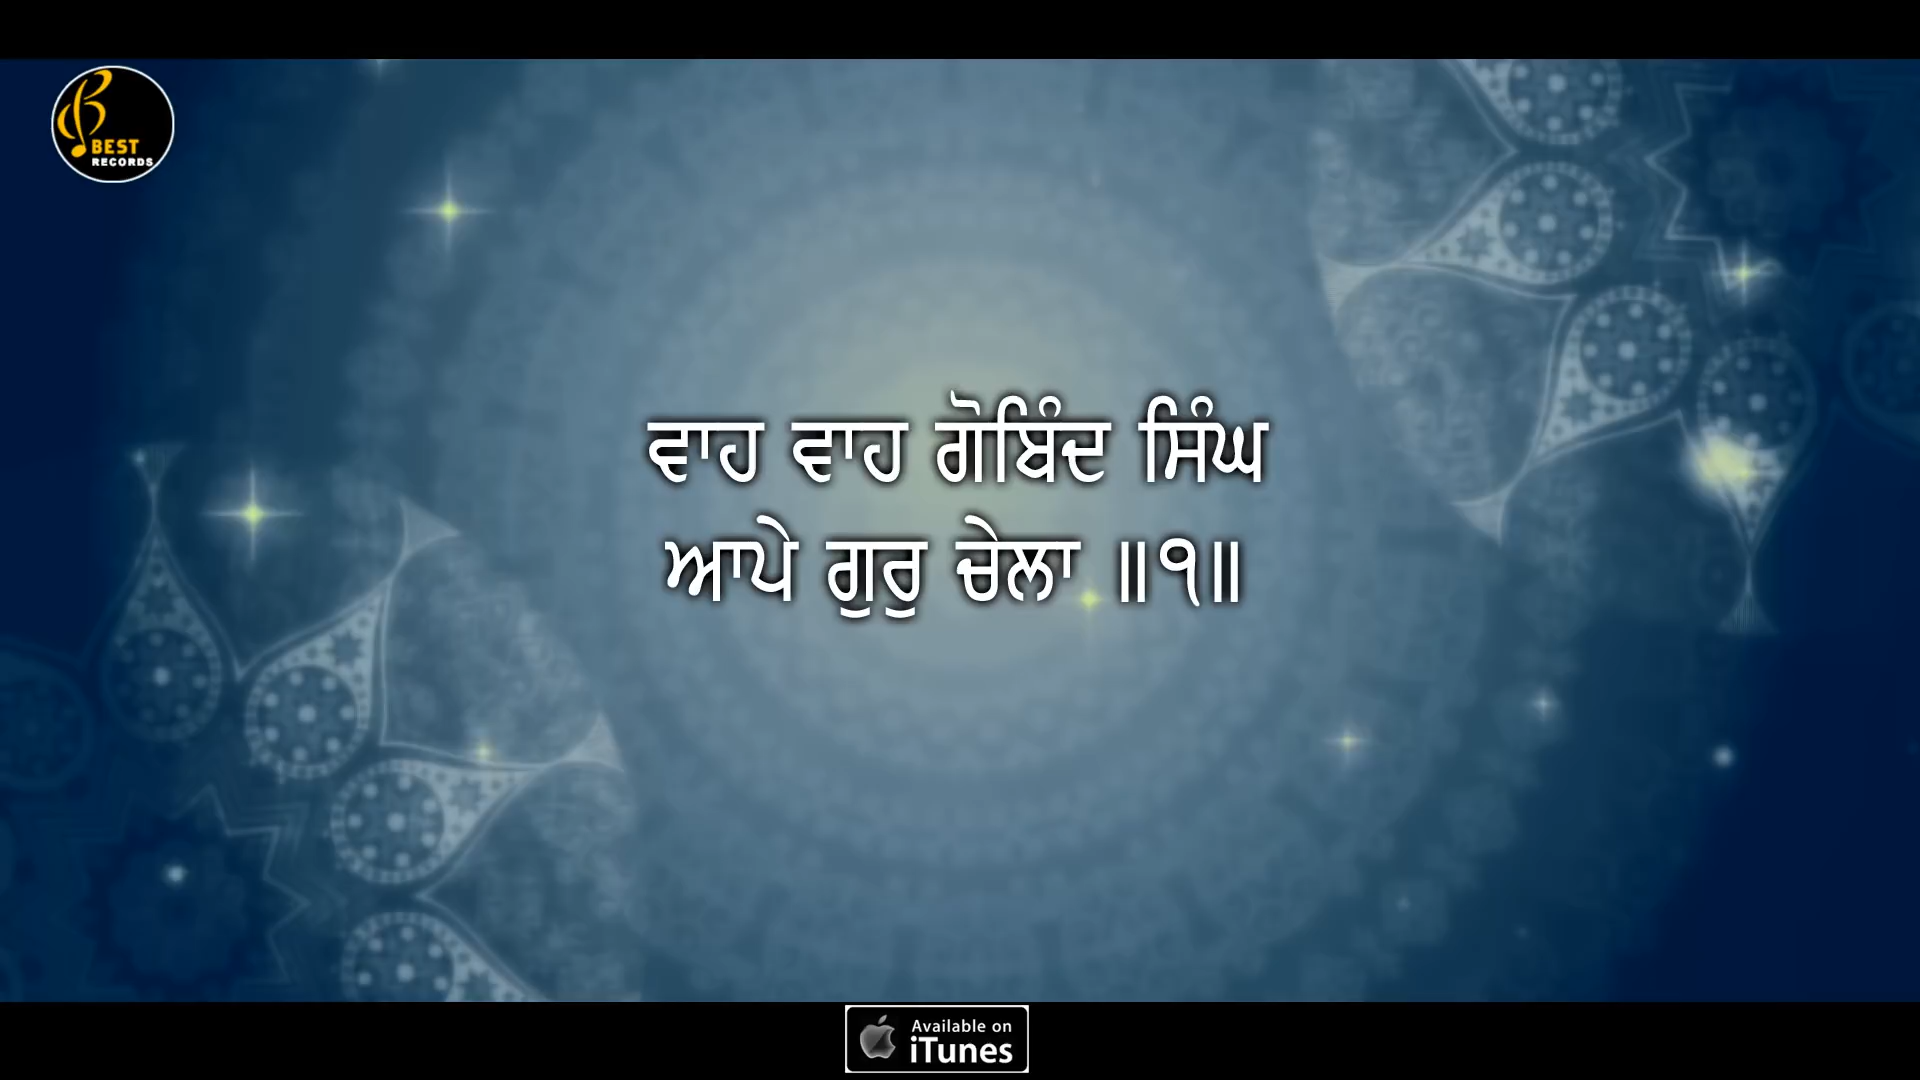 BEST
RECORDS
ਵਾਹ ਵਾਹ ਗੋਬਿੰਦ ਸਿੰਘ
ਆਪੇ ਗੁਰੁ ਚੇਲਾ ॥੧॥
Available on
iTunes